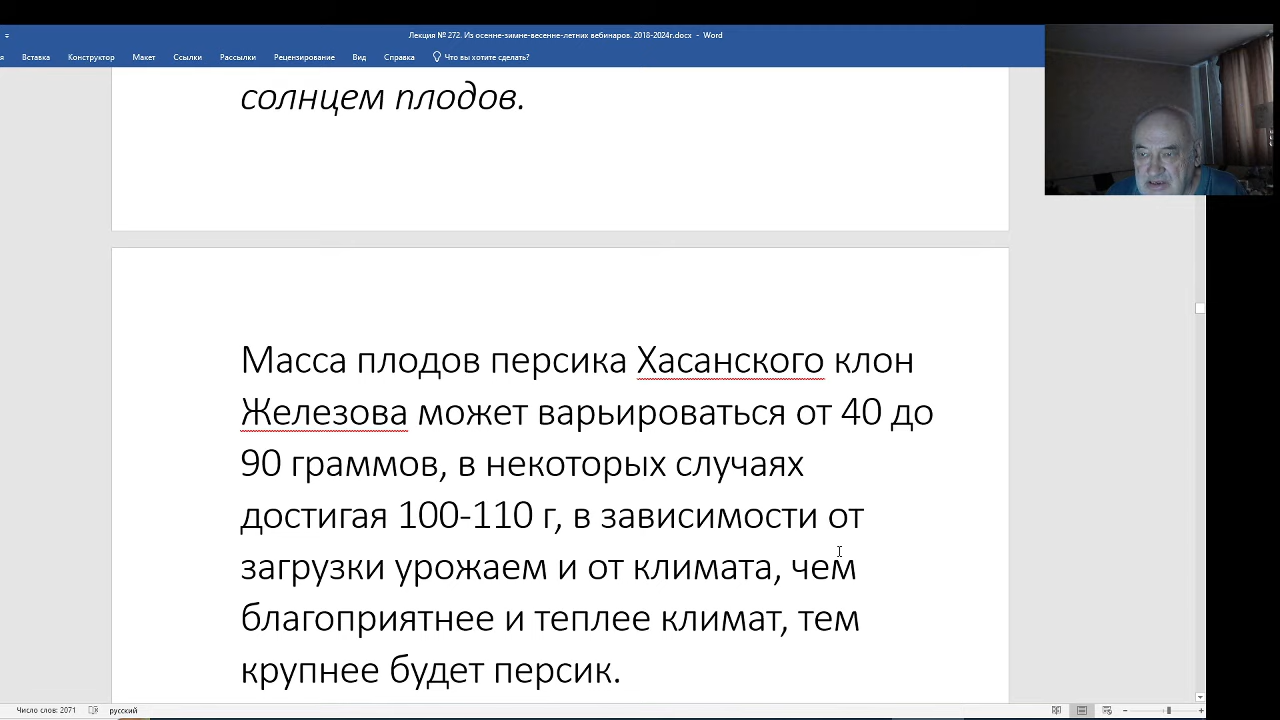 Лекция № 272. Из осенне-зимне-весенне-летних вебинаров. 2018-2024г.docx - Word
я Вставка Конструктор Макет Ссылки Рассылки Рецензирование Вид Справка Что вы хотите сделать?
солнцем плодов.
Масса плодов персика Хасанского клон
Железова может варьироваться от 40 до
90 граммов, в некоторых случаях
достигая 100-110 г, в зависимости от
загрузки урожаем и от климата, чем
благоприятнее и теплее климат, тем
крупнее будет персик.
Число слов: 2071 русский